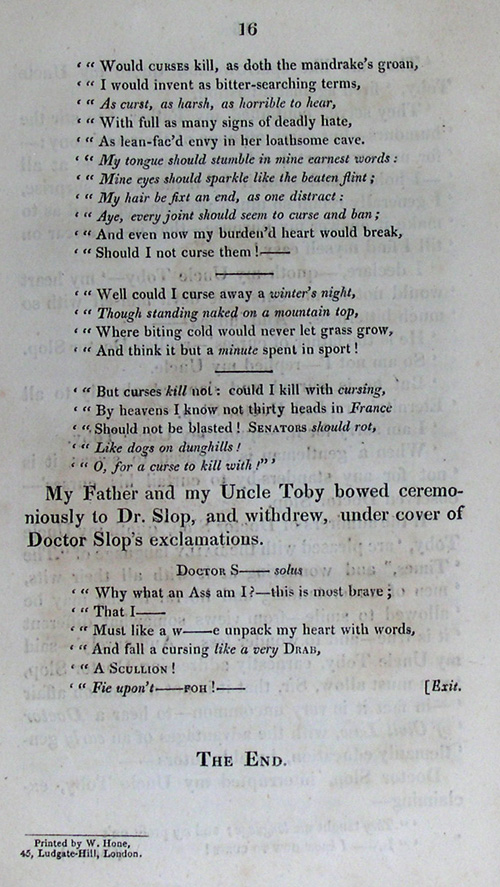 16
‘ “ Would CURSES kill, as doth the mandrake's groan,
‘ “ I would invent as bitter-searching terms,
‘ “ As curst, as harsh, as horrible to hear,
‘ “ With full as many signs of deadly hate,
‘ “ As lean-fac'd envy in her loathsome cave.
‘ “ My tongue should stumble in mine earnest words :
‘ “ Mine eyes should sparkle like the beaten flint ;
‘ “ My hair be fixt an end, as one distract :
‘ “ Aye, every joint should seem to curse and ban ;
‘ “ And even now my burden'd heart would break,
‘ “ Should I not curse them !——
‘ “ Well could I curse away a winter's night,
‘ “ Though standing naked on a mountain top,
‘ “ Where biting cold would never let grass grow,
‘ “ And think it but a minute spent in sport !
‘ “ But curses kill not : could I kill with cursing,
‘ “ By heavens I know not thirty heads in France
‘ “ Should not be blasted ! SENATORS should rot,
‘ “ Like dogs on dunghills !
‘ “ O, for a curse to kill with !” ’
My Father and my Uncle Toby bowed ceremo-
niously to Dr. Slop, and withdrew, under cover of
Doctor Slop's exclamations.
DOCTOR S—— solus
‘ “ Why what an Ass am I ?—this is most brave ;
‘ “ That I——
‘ “ Must like a w——e unpack my heart with words,
‘ “ And fall a cursing like a very DRAB,
‘ “ A SCULLION !
‘ “ Fie upon't——FOH !—— [Exit.
THE END.
Printed by W. Hone,
45, Ludgate-Hill, London.